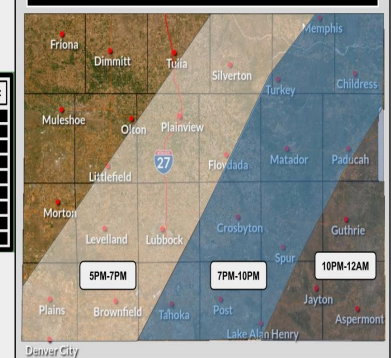 Memphis
Friona
Dimmitt
Tulia
Silverton
Turkey
Childress
Muleshoe
Olton
Plainview
27
Floydada
Matador
Paducah
Littlefield
Morton
Levelland
Lubbock
Crosbyton
Guthrie
Spur
5PM-7PM
7PM-10PM
10PM-12AM
Plains
Brownfield
Tahoka
Post
Jayton
Aspermont
Lake Alan Henry
Denver City